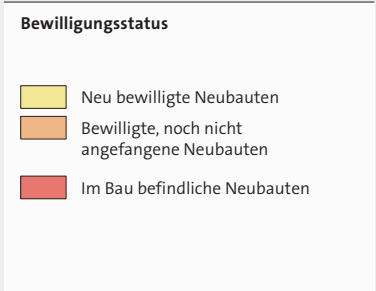 Bewilligungsstatus
Neu bewilligte Neubauten
Bewilligte, noch nicht
angefangene Neubauten
Im Bau befindliche Neubauten